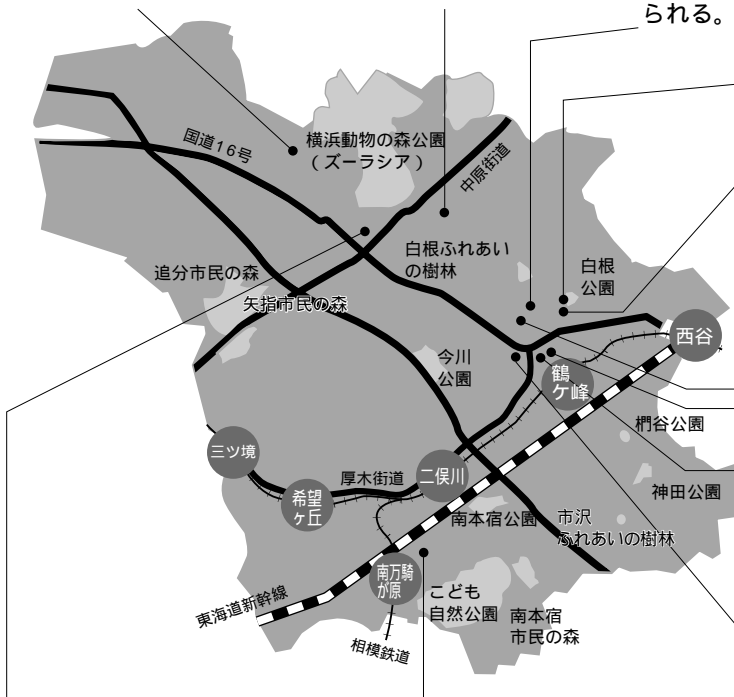 られる。
国道16号
横浜動物の森公園
（ズーラシア）
中原街道
白根ふれあい
の樹林
追分市民の森
矢指市民の森
白根
公園
西谷
今川
公園
鶴
ケ峰
椚谷公園
三ツ境
厚木街道
二俣川
希望
ヶ丘
神田公園
南本宿公園
市沢
ふれあいの樹林
南万騎
が原
こども
自然公園
東海道新幹線
南本宿
市民の森
相模鉄道